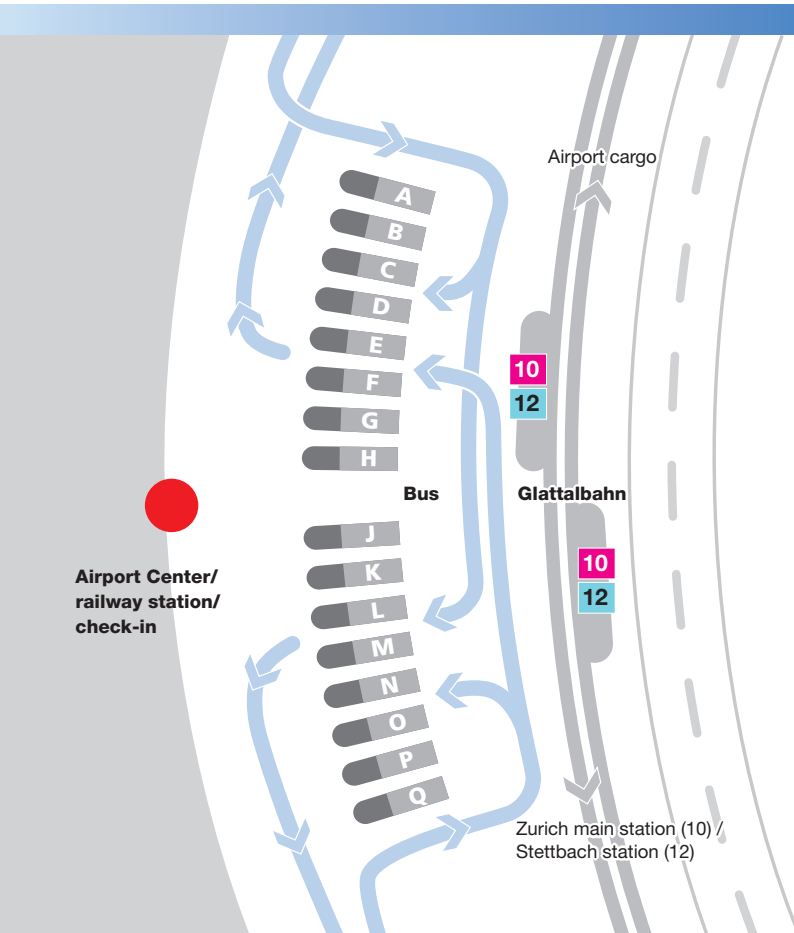 Airport cargo
A
B
C
D
E
F
G
H
10
12
Bus
Glattalbahn
J
K
L
M
N
O
P
Q
10
12
Airport Center/
railway station/
check-in
Zurich main station (10) /
Stettbach station (12)